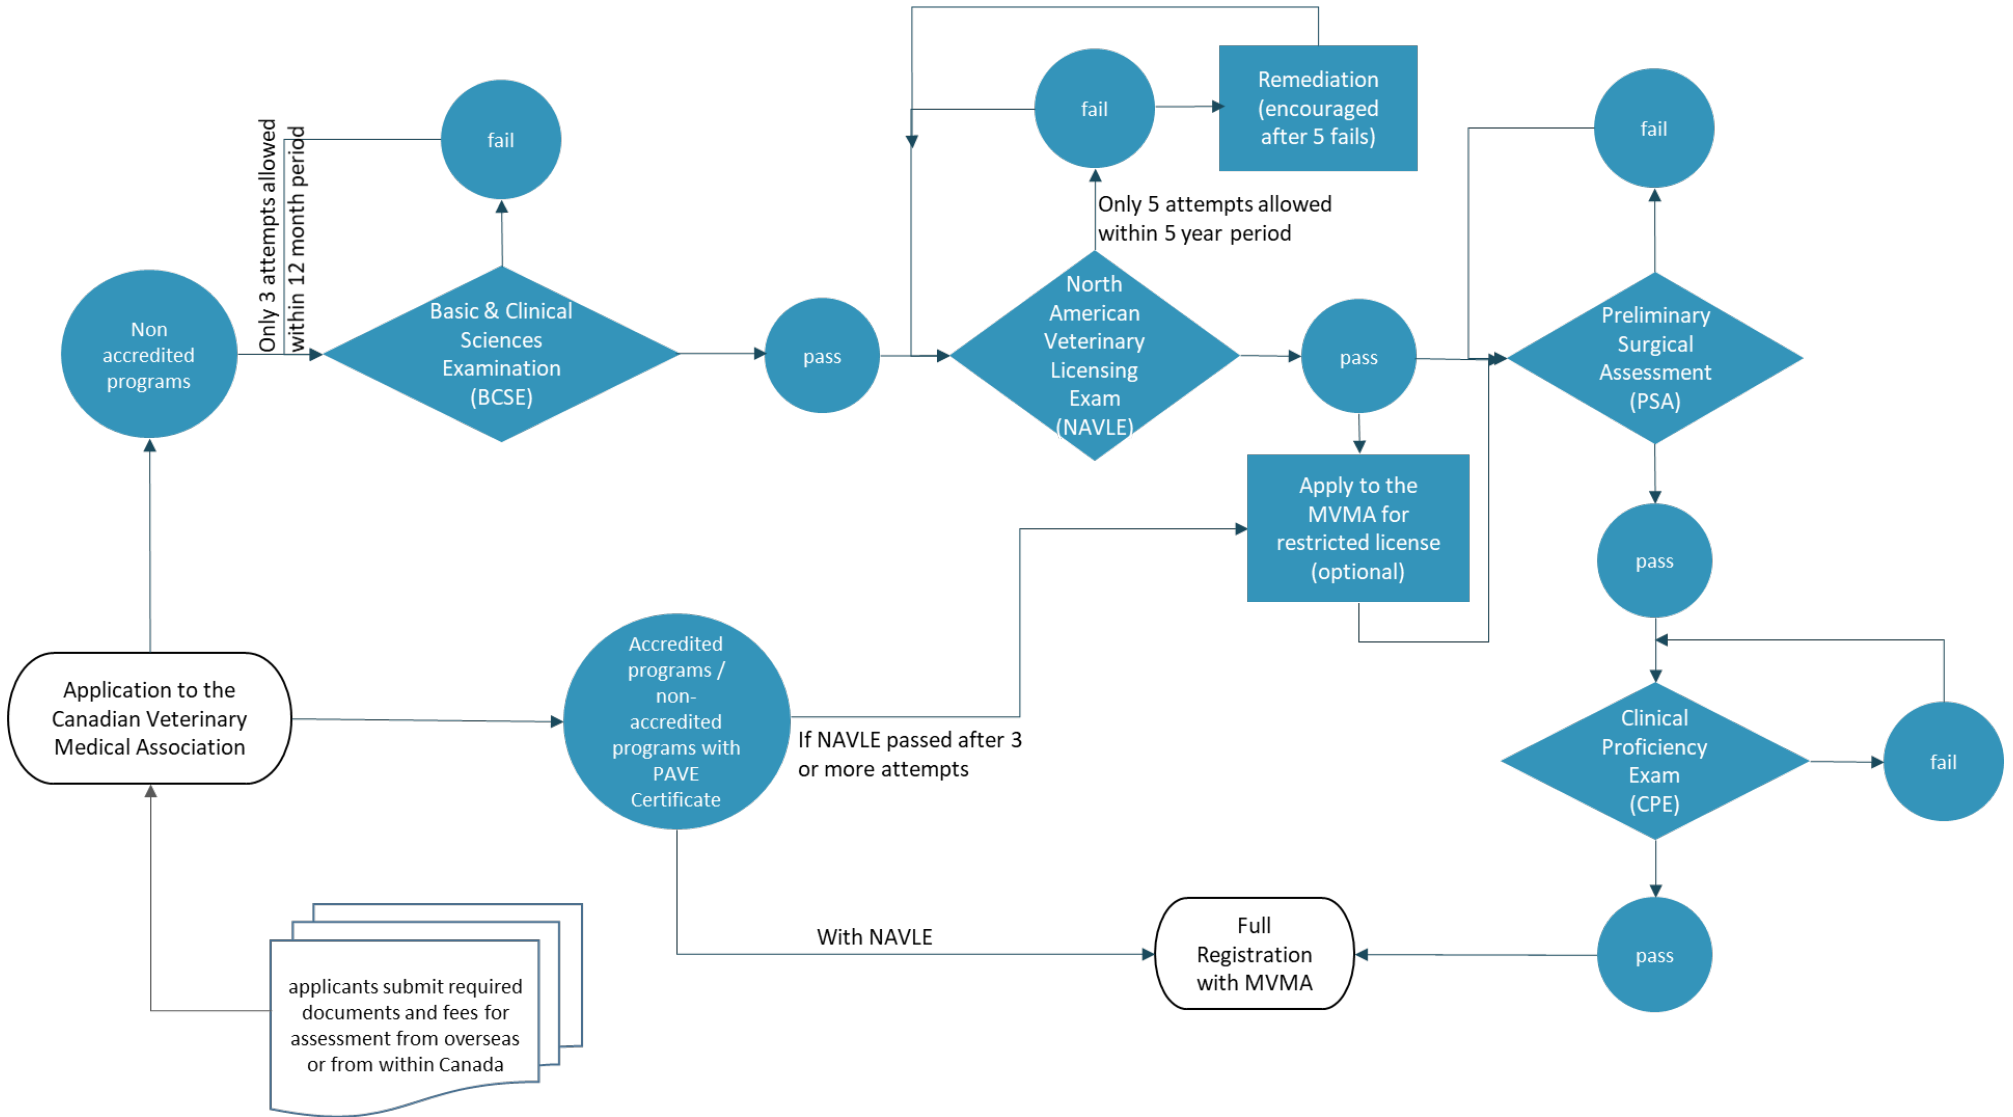 Only 3 attempts allowed
within 12 month period
fail
Non
accredited
programs
Basic & Clinical
Sciences
Examination
(BCSE)
pass
fail
Remediation
(encouraged
after 5 fails)
Only 5 attempts allowed
within 5 year period
North
American
Veterinary
Licensing
Exam
(NAVLE)
pass
fail
Preliminary
Surgical
Assessment
(PSA)
Apply to the
MVMA for
restricted license
(optional)
pass
Application to the
Canadian Veterinary
Medical Association
Accredited
programs /
non-
accredited
programs with
PAVE
Certificate
If NAVLE passed after 3
or more attempts
Clinical
Proficiency
Exam
(CPE)
fail
With NAVLE
Full
Registration
with MVMA
pass
applicants submit required
documents and fees for
assessment from overseas
or from within Canada